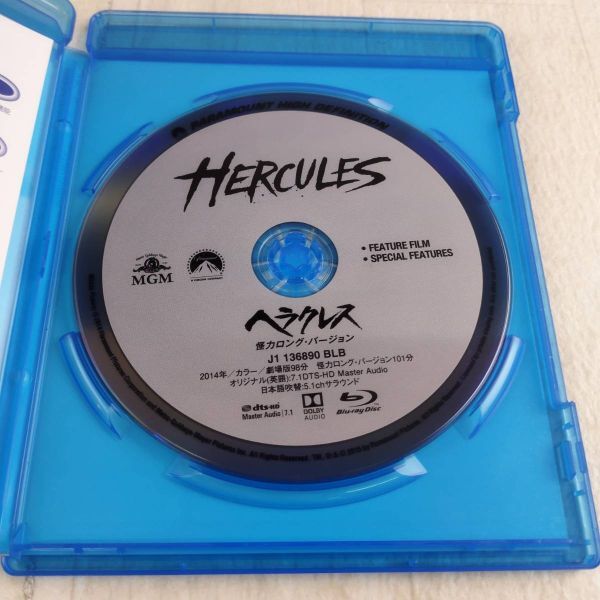 PARAMOUNT HIGH DEFINITION
HERCULES
• FEATURE FILM
• SPECIAL FEATURES
MGM
ヘラクレス
怪力ロング・バージョン
J1 136890 BLB
2014年/カラー/劇場版98分 怪力ロング・バージョン101分
オリジナル(英語):7.1DTS-HD Master Audio
日本語吹替:5.1chサラウンド
dts-HD
Master Audio | 7.1
DOLBY
AUDIO
Blu-ray Disc